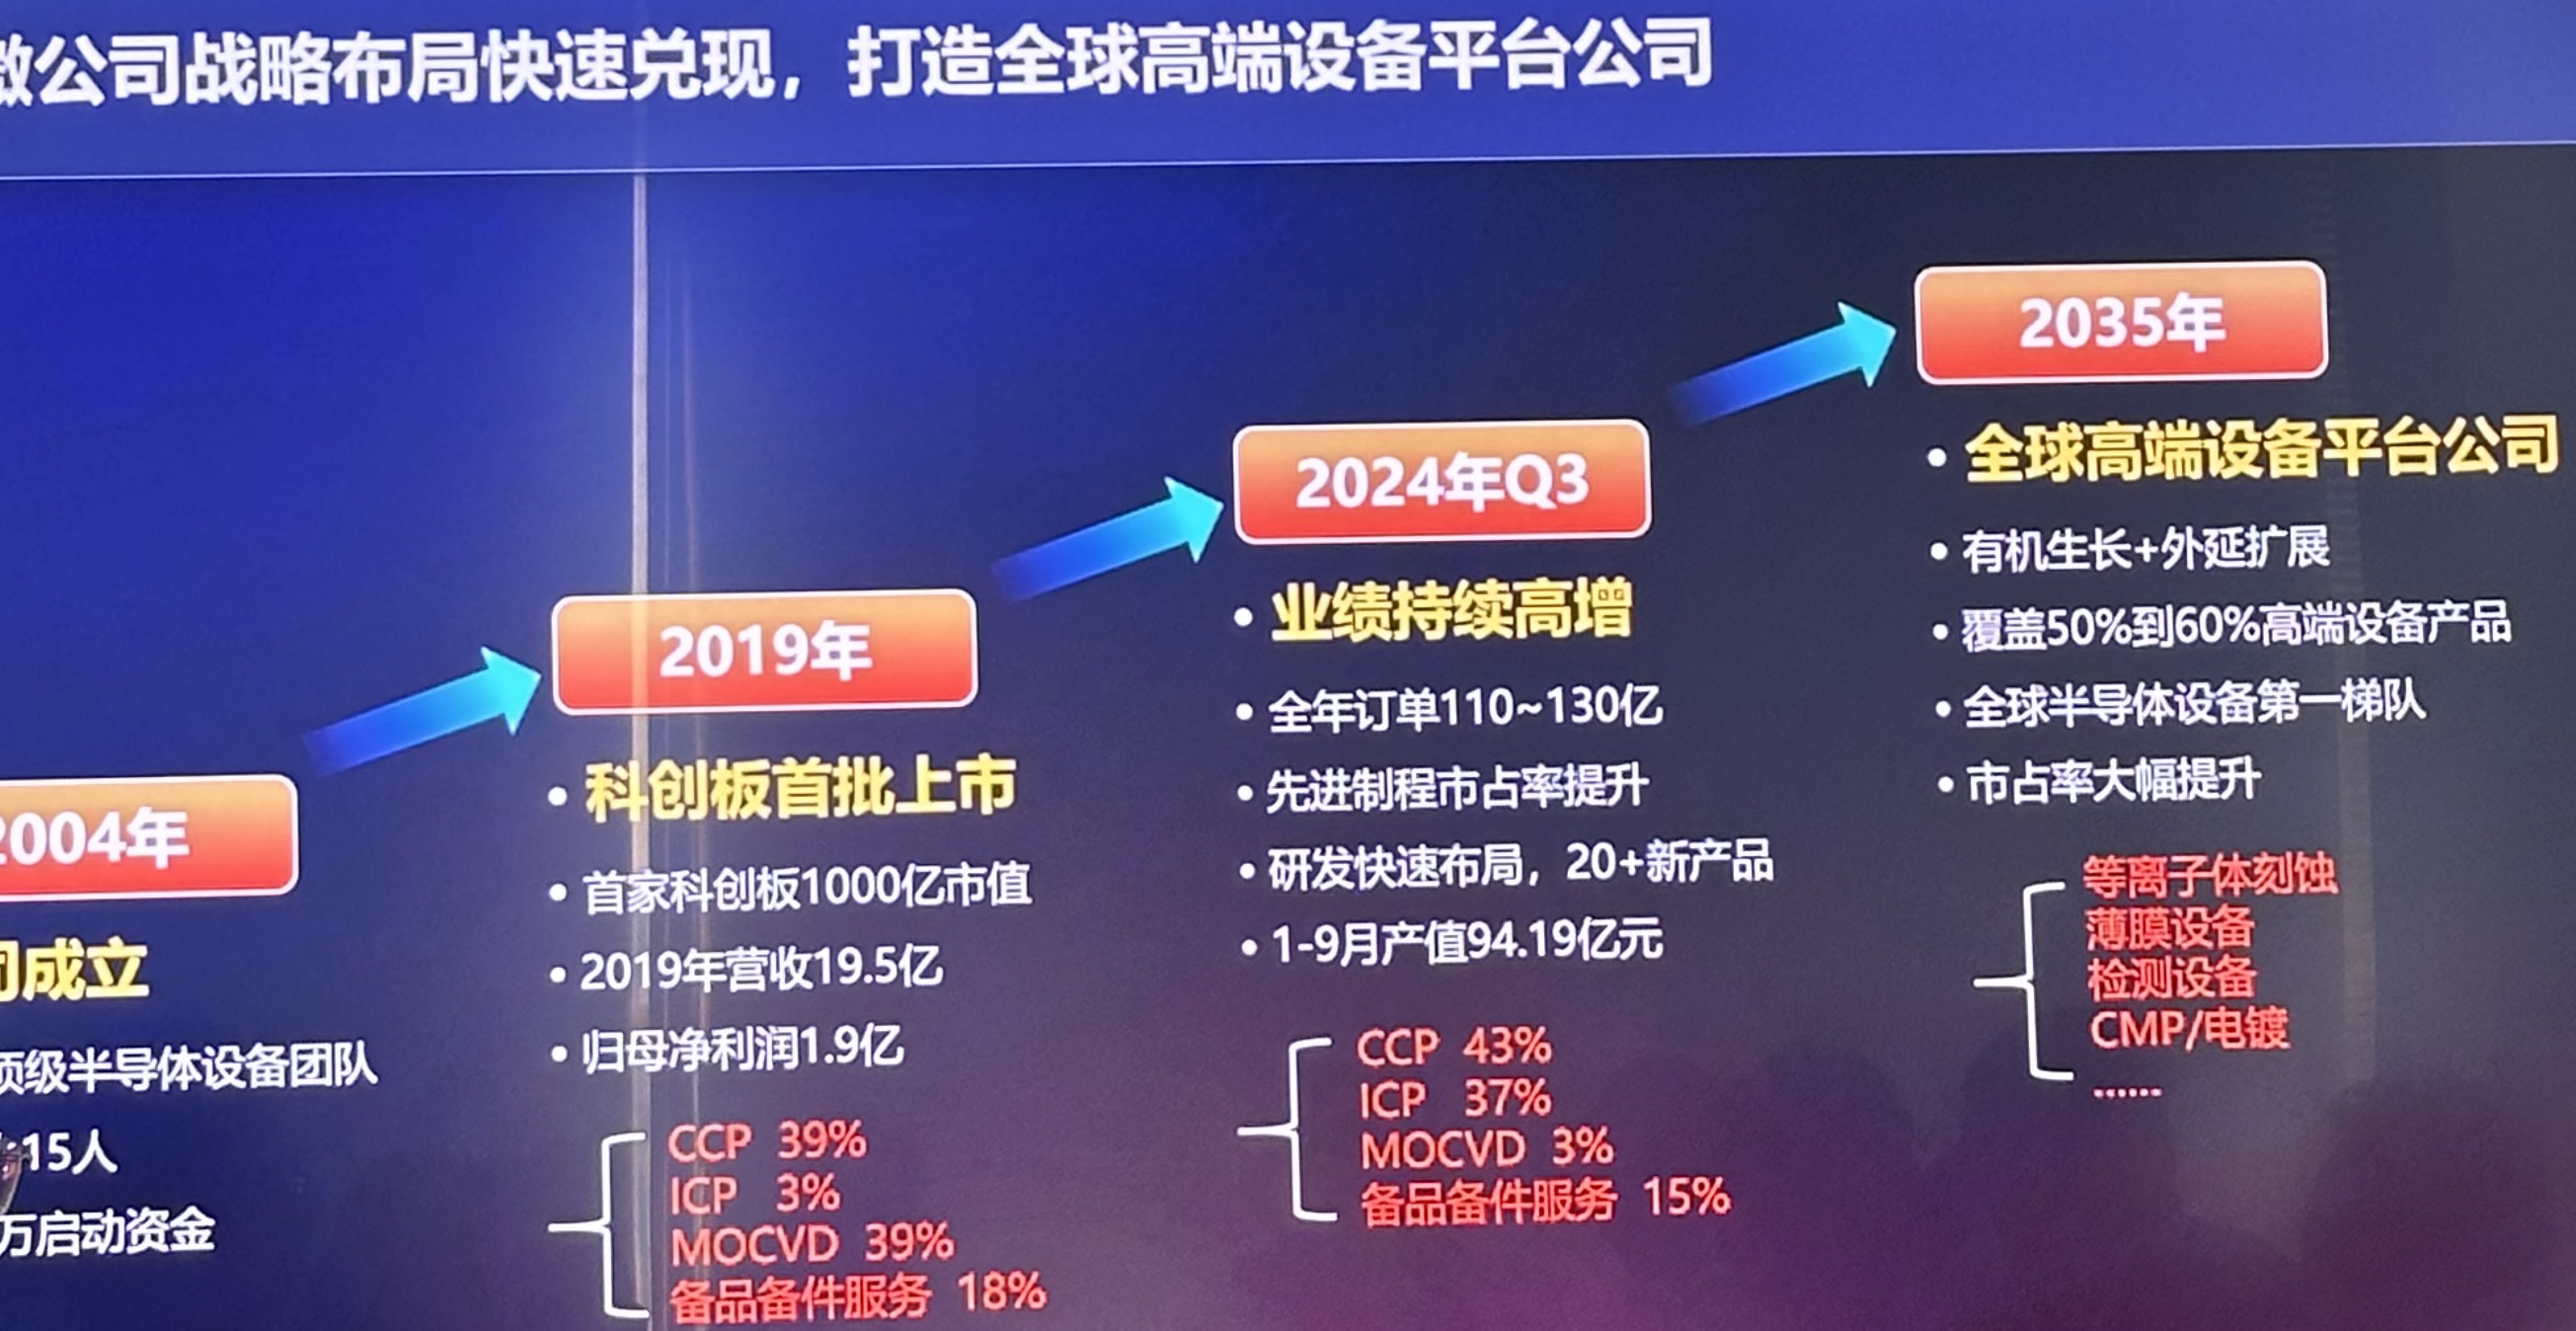 微公司战略布局快速兑现，打造全球高端设备平台公司
2004年
司成立
顶级半导体设备团队
15人
万启动资金
2019年
• 科创板首批上市
• 首家科创板1000亿市值
• 2019年营收19.5亿
• 归母净利润1.9亿
CCP 39%
ICP 3%
MOCVD 39%
备品备件服务 18%
2024年Q3
• 业绩持续高增
• 全年订单110~130亿
• 先进制程市占率提升
• 研发快速布局，20+新产品
• 1-9月产值94.19亿元
CCP 43%
ICP 37%
MOCVD 3%
备品备件服务 15%
2035年
• 全球高端设备平台公司
• 有机生长+外延扩展
• 覆盖50%到60%高端设备产品
• 全球半导体设备第一梯队
• 市占率大幅提升
等离子体刻蚀
薄膜设备
检测设备
CMP/电镀
......